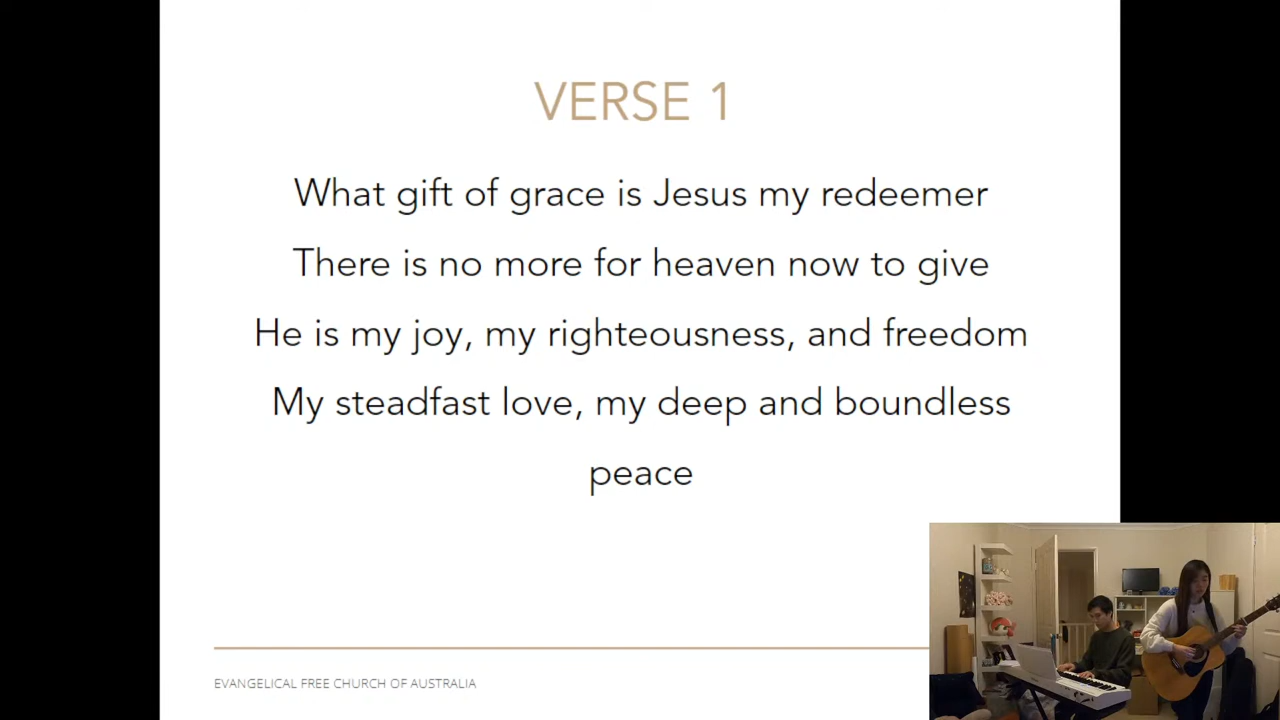 VERSE 1
What gift of grace is Jesus my redeemer
There is no more for heaven now to give
He is my joy, my righteousness, and freedom
My steadfast love, my deep and boundless
peace
EVANGELICAL FREE CHURCH OF AUSTRALIA